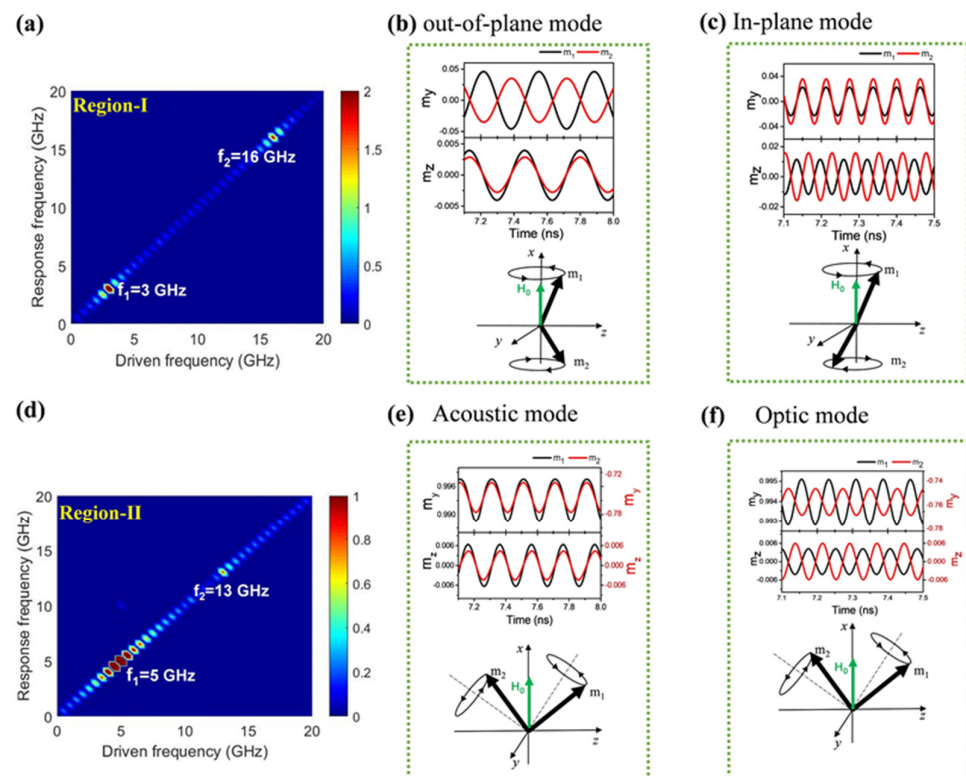 (a)
Region-I
f₂=16 GHz
f₁=3 GHz
Response frequency (GHz)
20
15
10
5
0
0 5 10 15 20
Driven frequency (GHz)
2
1.5
1
0.5
0
(b) out-of-plane mode
m₁ m₂
my
0.05
0.00
-0.05
mz
0.005
0.000
-0.005
7.2 7.4 7.6 7.8 8.0
Time (ns)
x
m₁
H₀
z
y
m₂
(c) In-plane mode
m₁ m₂
my
0.04
0.00
-0.04
mz
0.02
0.00
-0.02
7.1 7.2 7.3 7.4 7.5
Time (ns)
x
m₁
H₀
z
y
m₂
(d)
Region-II
f₂=13 GHz
f₁=5 GHz
Response frequency (GHz)
20
15
10
5
0
0 5 10 15 20
Driven frequency (GHz)
1
0.8
0.6
0.4
0.2
0
(e) Acoustic mode
m₁ m₂
my
0.996
0.990
-0.72
-0.78
my
mz
0.006
0.000
-0.006
0.006
0.000
-0.006
mz
7.2 7.4 7.6 7.8 8.0
Time (ns)
x
m₂
H₀
m₁
z
y
(f) Optic mode
m₁ m₂
my
0.995
0.994
0.993
-0.74
-0.76
-0.78
my
mz
0.006
0.000
-0.006
0.006
0.000
-0.006
mz
7.1 7.2 7.3 7.4 7.5
Time (ns)
x
m₂
H₀
m₁
z
y